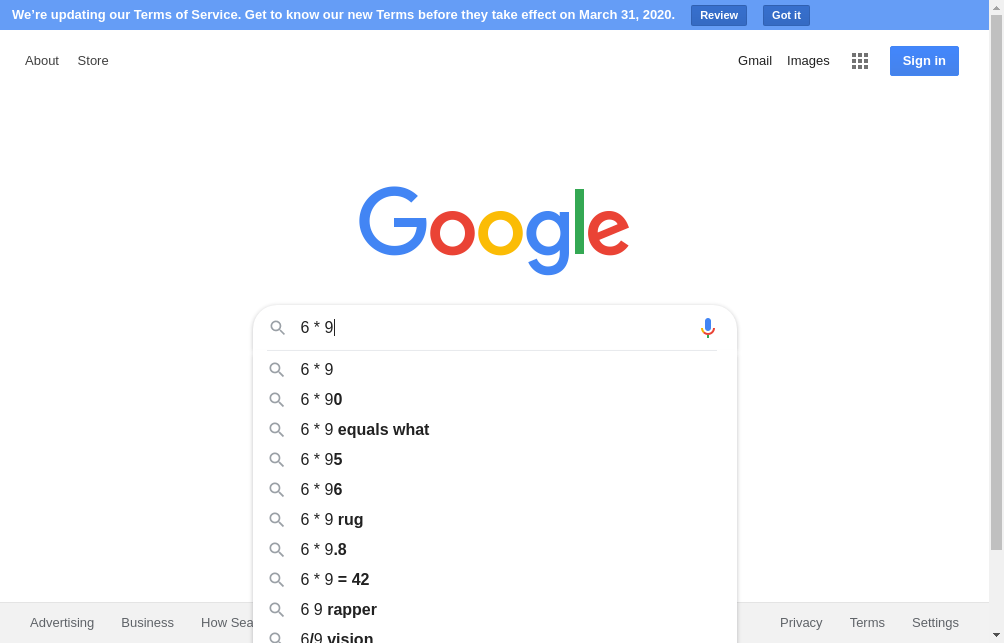 We're updating our Terms of Service. Get to know our new Terms before they take effect on March 31, 2020. Review Got it
About Store Gmail Images Sign in
Google
6 * 9
6 * 9
6 * 90
6 * 9 equals what
6 * 95
6 * 96
6 * 9 rug
6 * 9.8
6 * 9 = 42
6 9 rapper
6/9 vision
Advertising Business How Sea Privacy Terms Settings